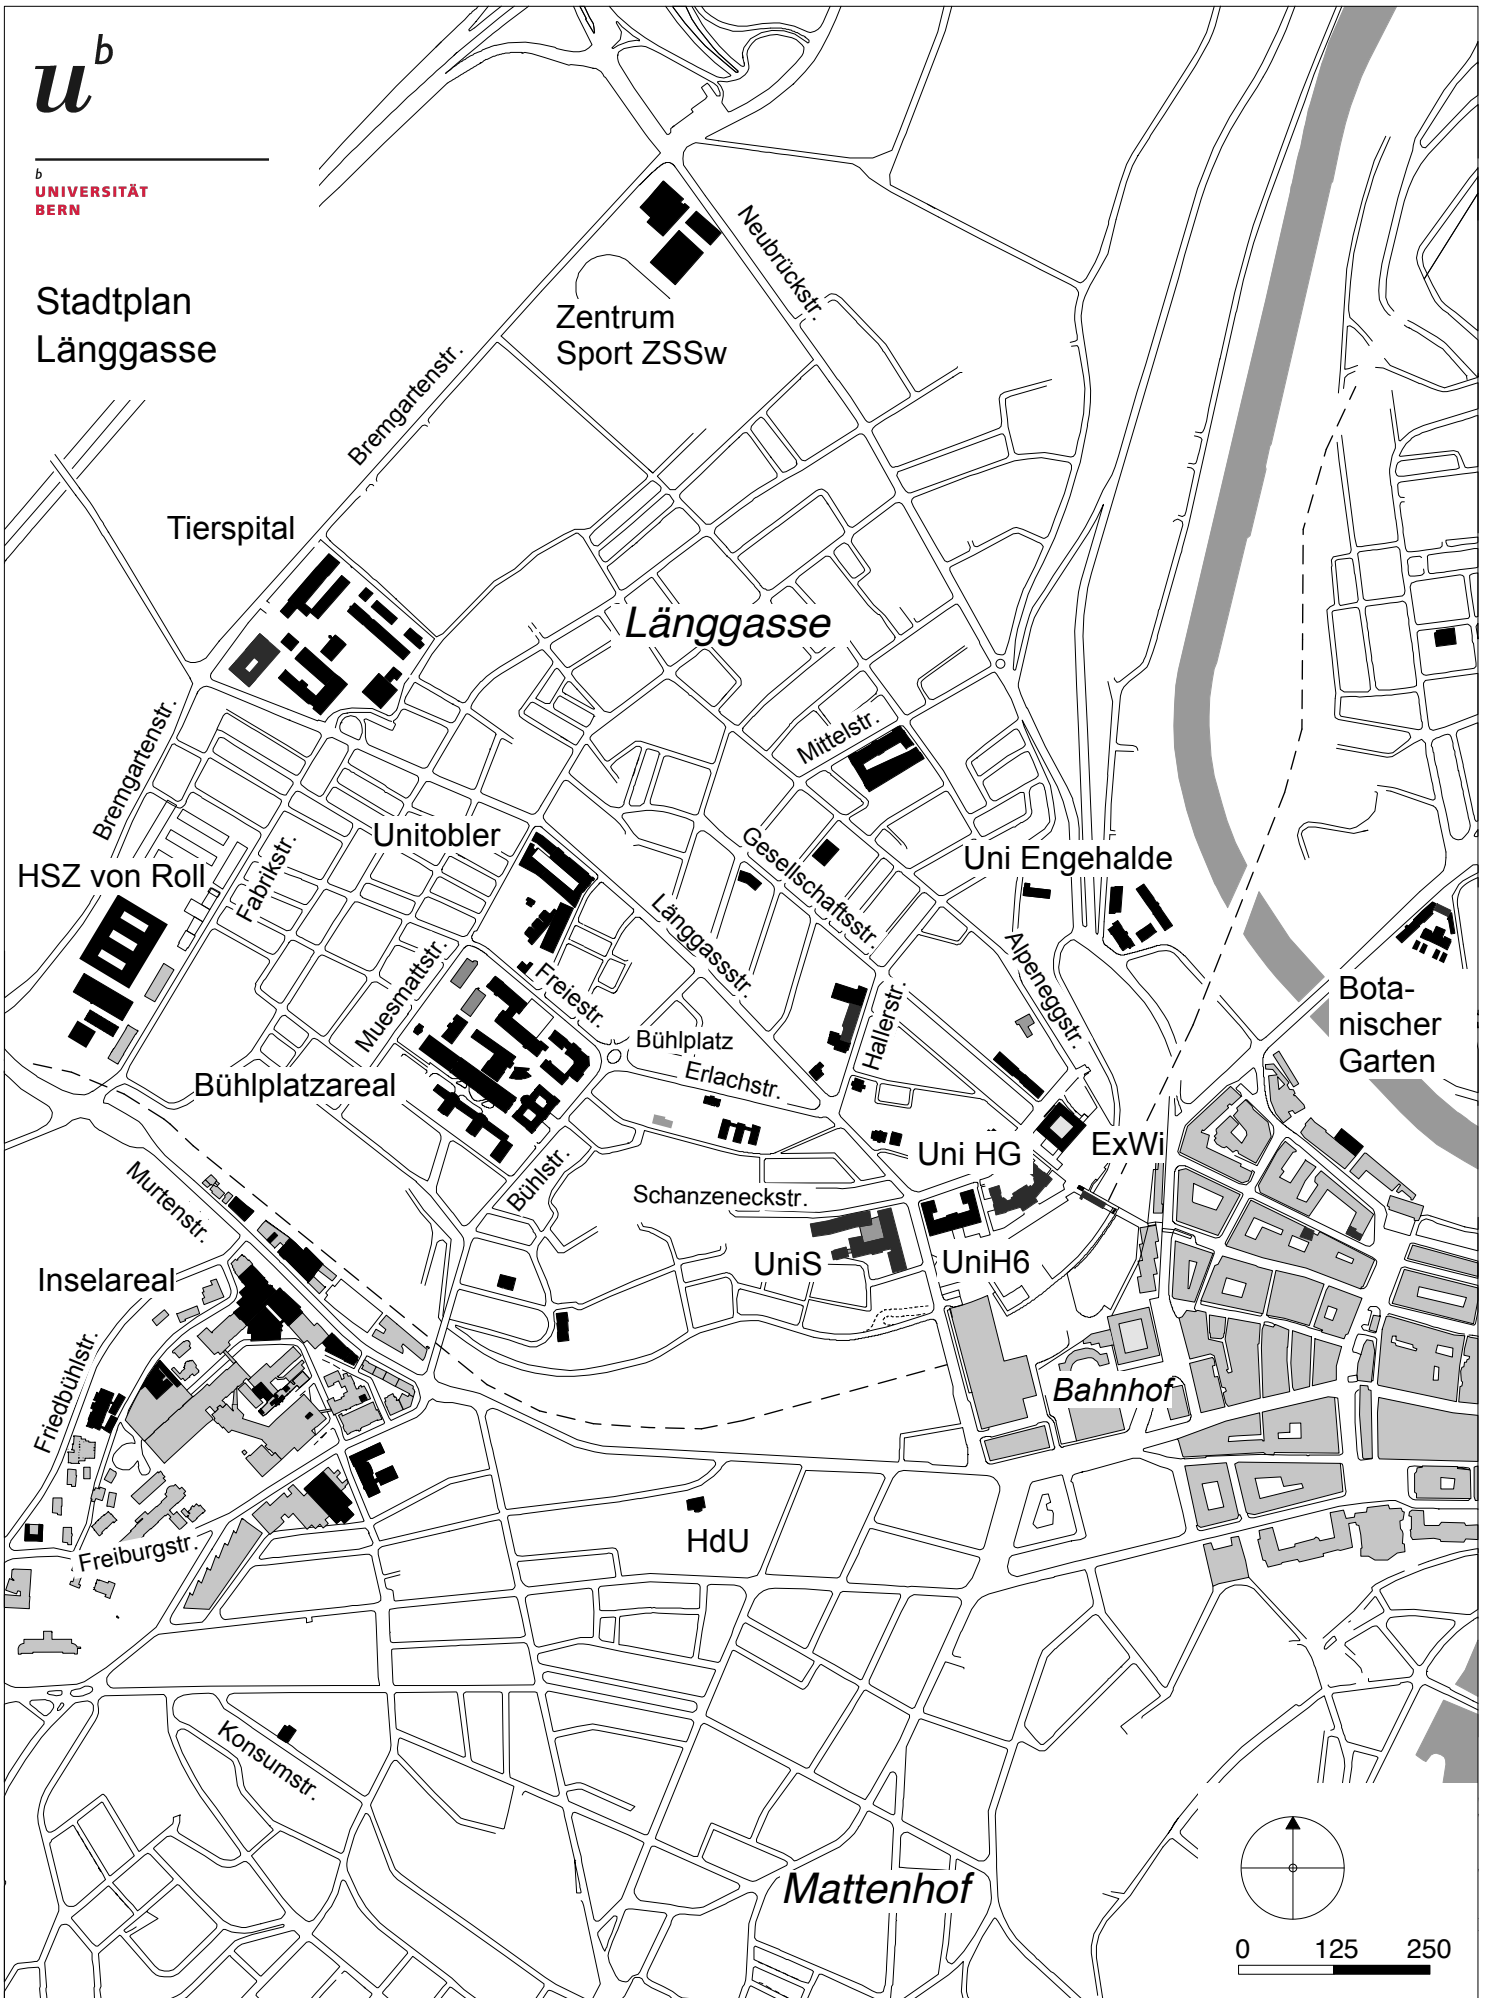 u b
b
UNIVERSITÄT
BERN
Stadtplan
Länggasse
Neubrückstr.
Zentrum
Sport ZSSw
Bremgartenstr.
Tierspital
Länggasse
Bremgartenstr.
Mittelstr.
Unitobler
Gesellschaftsstr.
Uni Engehalde
HSZ von Roll
Fabrikstr.
Länggassstr.
Muesmattstr.
Freiestr.
Alpeneggstr.
Hallerstr.
Bota-
nischer
Garten
Bühlplatz
Bühlplatzareal
Erlachstr.
Uni HG
ExWi
Murtenstr.
Bühlstr.
Schanzeneckstr.
UniS
UniH6
Inselareal
Friedbühlstr.
Bahnhof
HdU
Freiburgstr.
Konsumstr.
Mattenhof
0 125 250